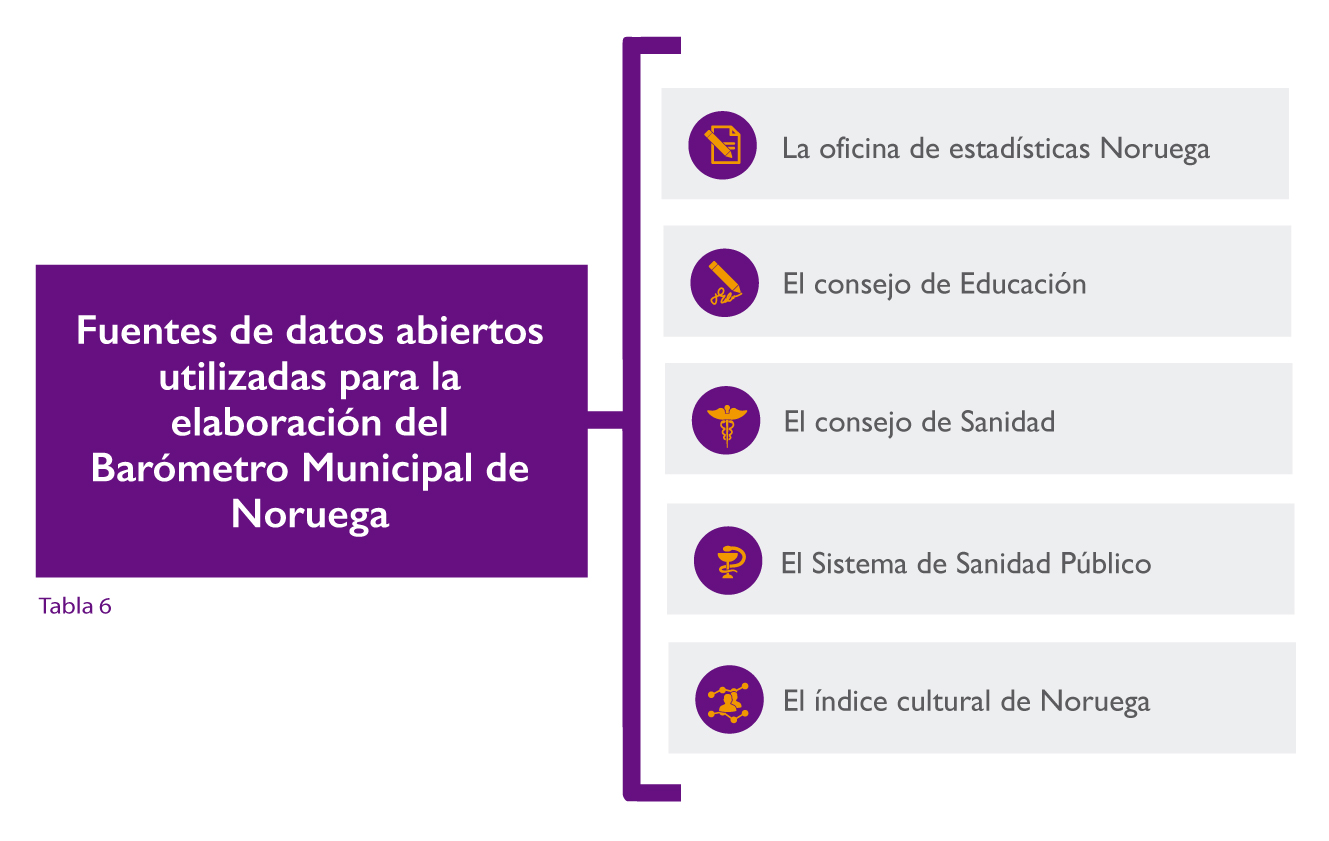 Fuentes de datos abiertos
utilizadas para la
elaboración del
Barómetro Municipal de
Noruega
Tabla 6
La oficina de estadísticas Noruega
El consejo de Educación
El consejo de Sanidad
El Sistema de Sanidad Público
El índice cultural de Noruega